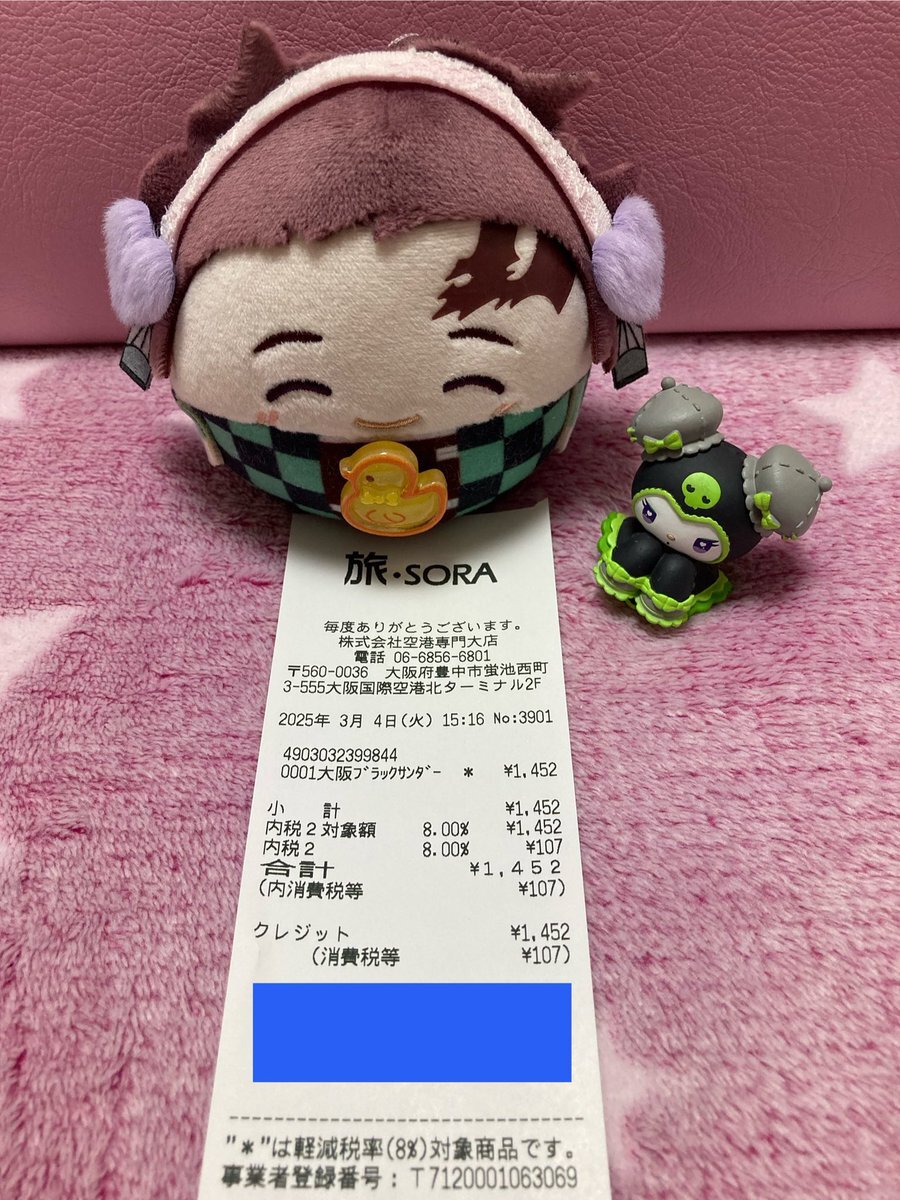 旅・SORA
毎度ありがとうございます。
株式会社空港専門大店
電話 06-6856-6801
〒560-0036 大阪府豊中市蛍池西町
3-555大阪国際空港北ターミナル2F
2025年 3月 4日(火) 15:16 No:3901
4903032399844
0001大阪ﾌﾞﾗｯｸｻﾝﾀﾞｰ * ¥1,452
小 計 ¥1,452
内税2対象額 8.00% ¥1,452
内税2 8.00% ¥107
合計 ¥1,452
(内消費税等 ¥107)
クレジット ¥1,452
(消費税等 ¥107)
"*"は軽減税率(8%)対象商品です。
事業者登録番号:T7120001063069